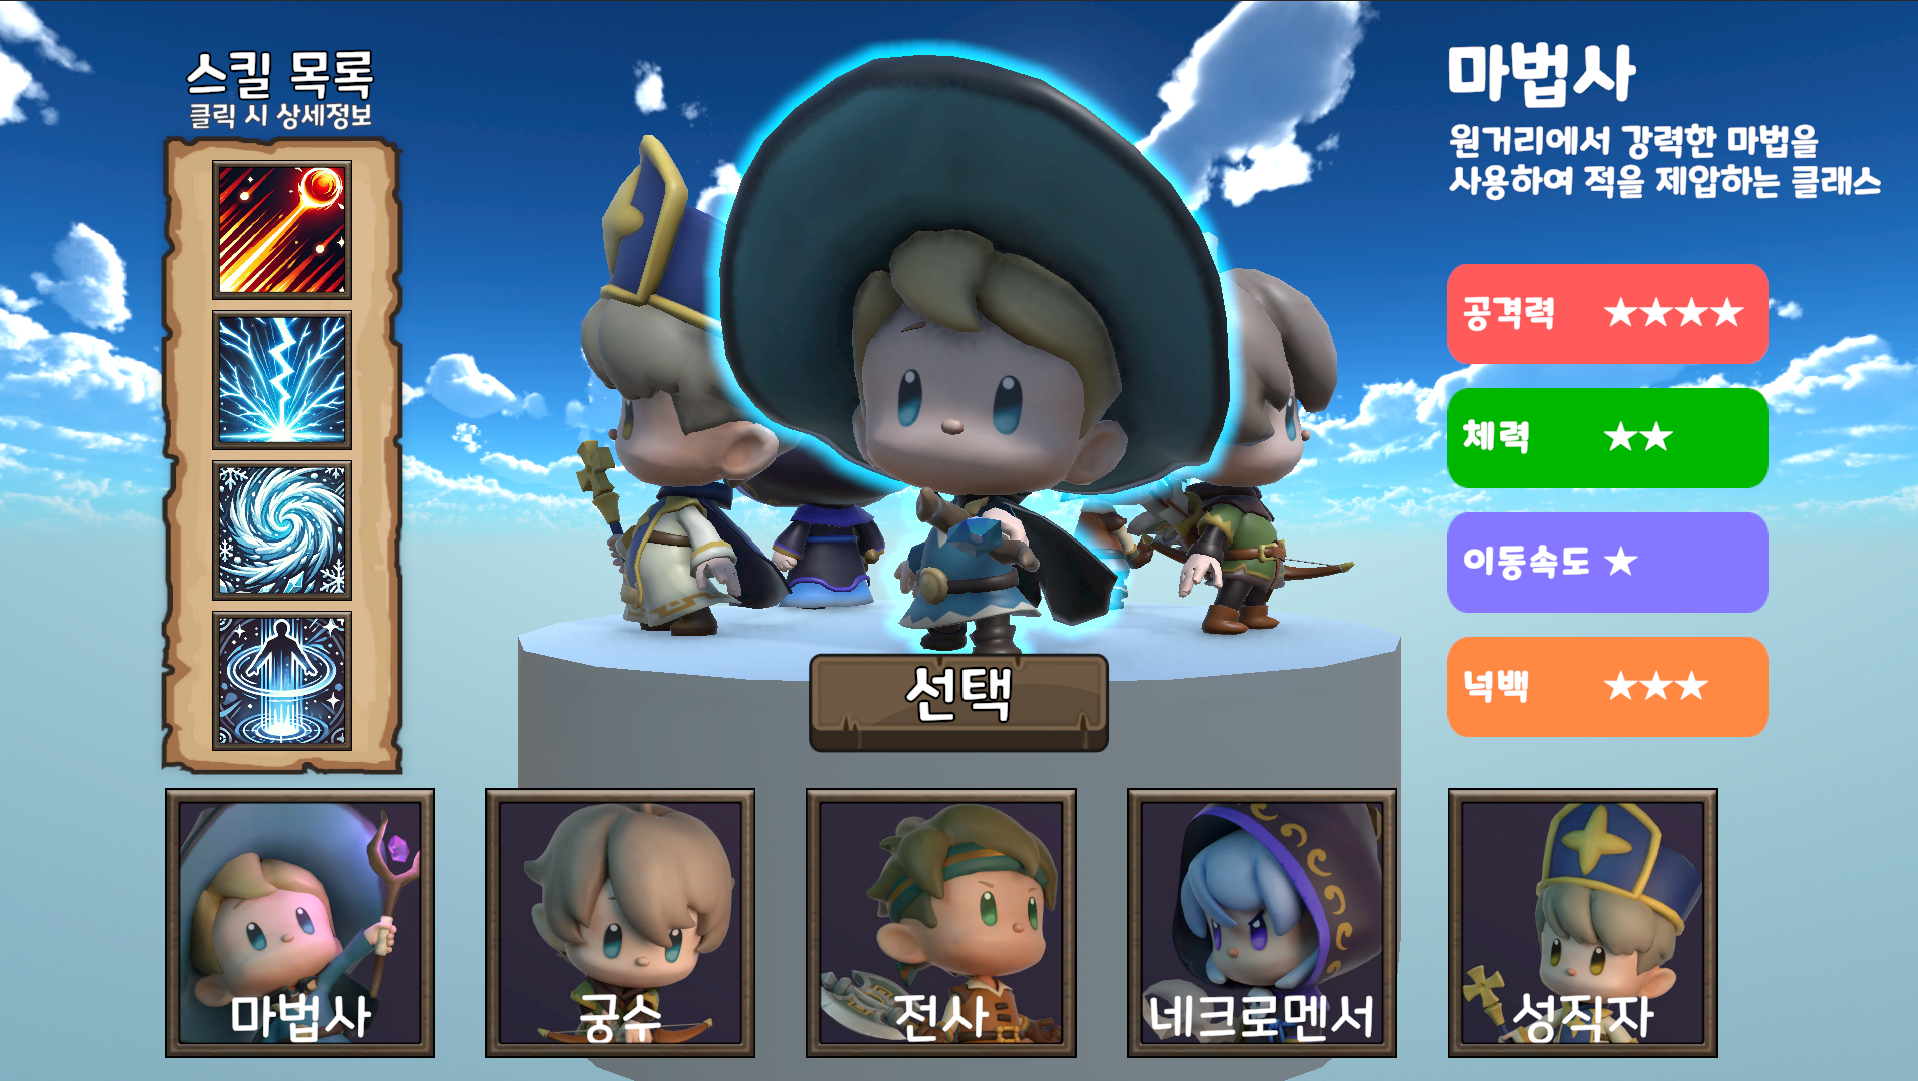 스킬 목록
클릭 시 상세정보
마법사
원거리에서 강력한 마법을
사용하여 적을 제압하는 클래스
공격력 ★★★★
체력 ★★
이동속도 ★
넉백 ★★★
선택
마법사
궁수
전사
네크로멘서
성직자